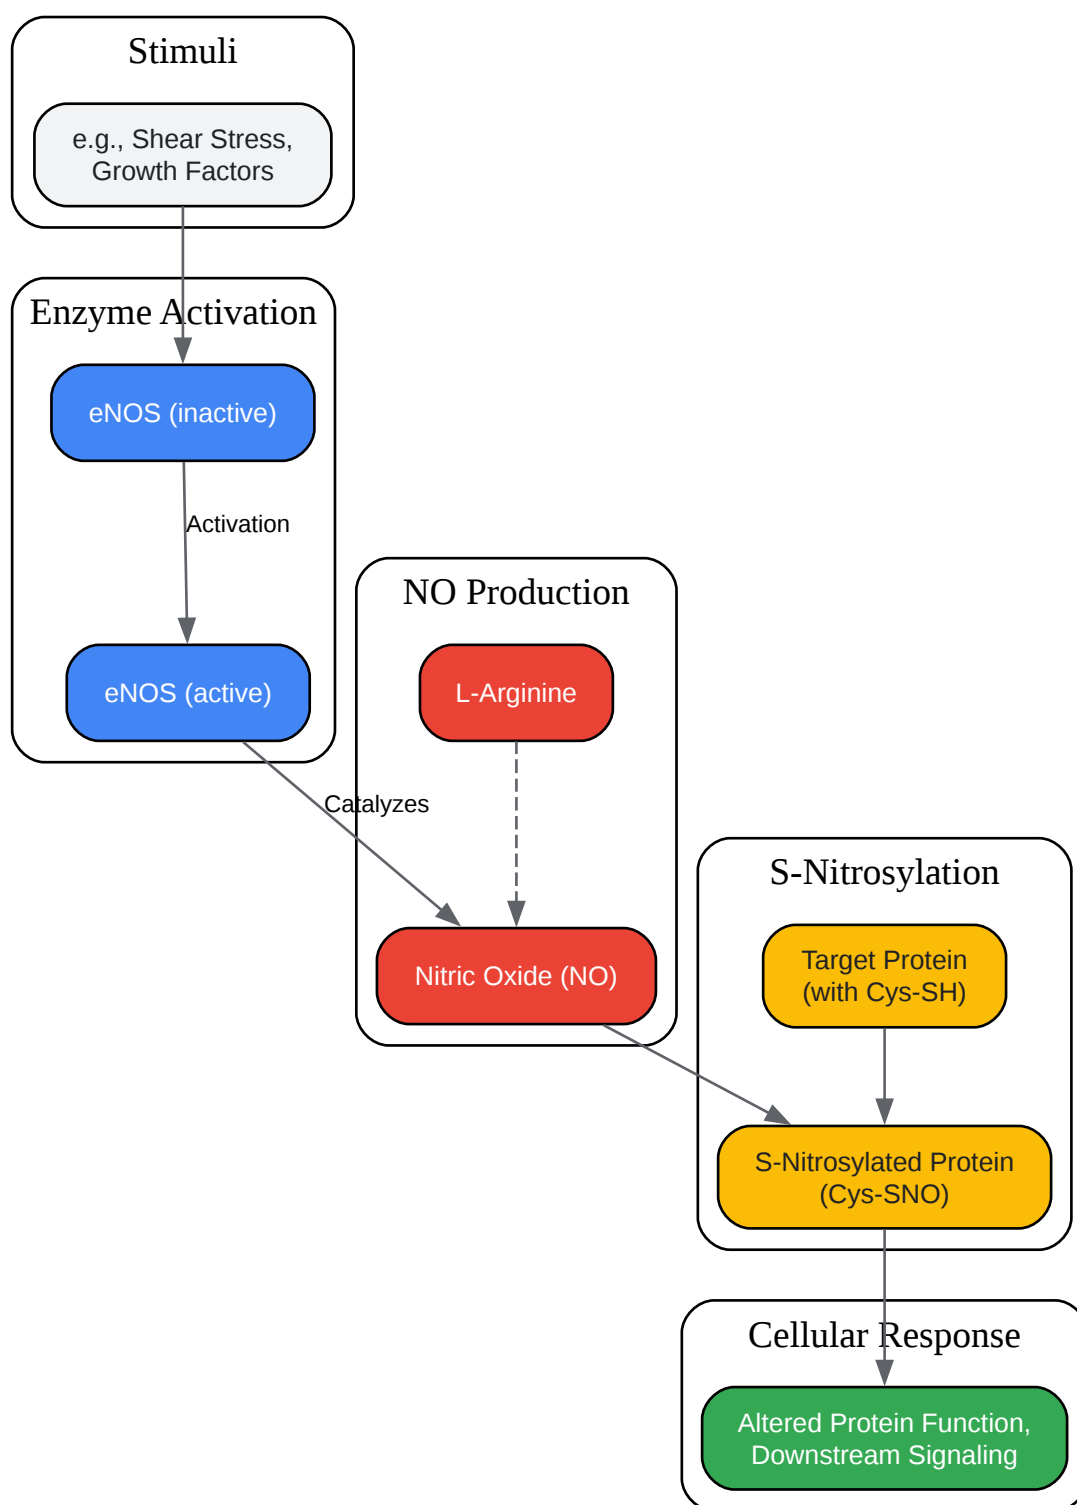 Stimuli
e.g., Shear Stress,
Growth Factors
Enzyme Activation
eNOS (inactive)
Activation
eNOS (active)
Catalyzes
NO Production
L-Arginine
Nitric Oxide (NO)
S-Nitrosylation
Target Protein
(with Cys-SH)
S-Nitrosylated Protein
(Cys-SNO)
Cellular Response
Altered Protein Function,
Downstream Signaling